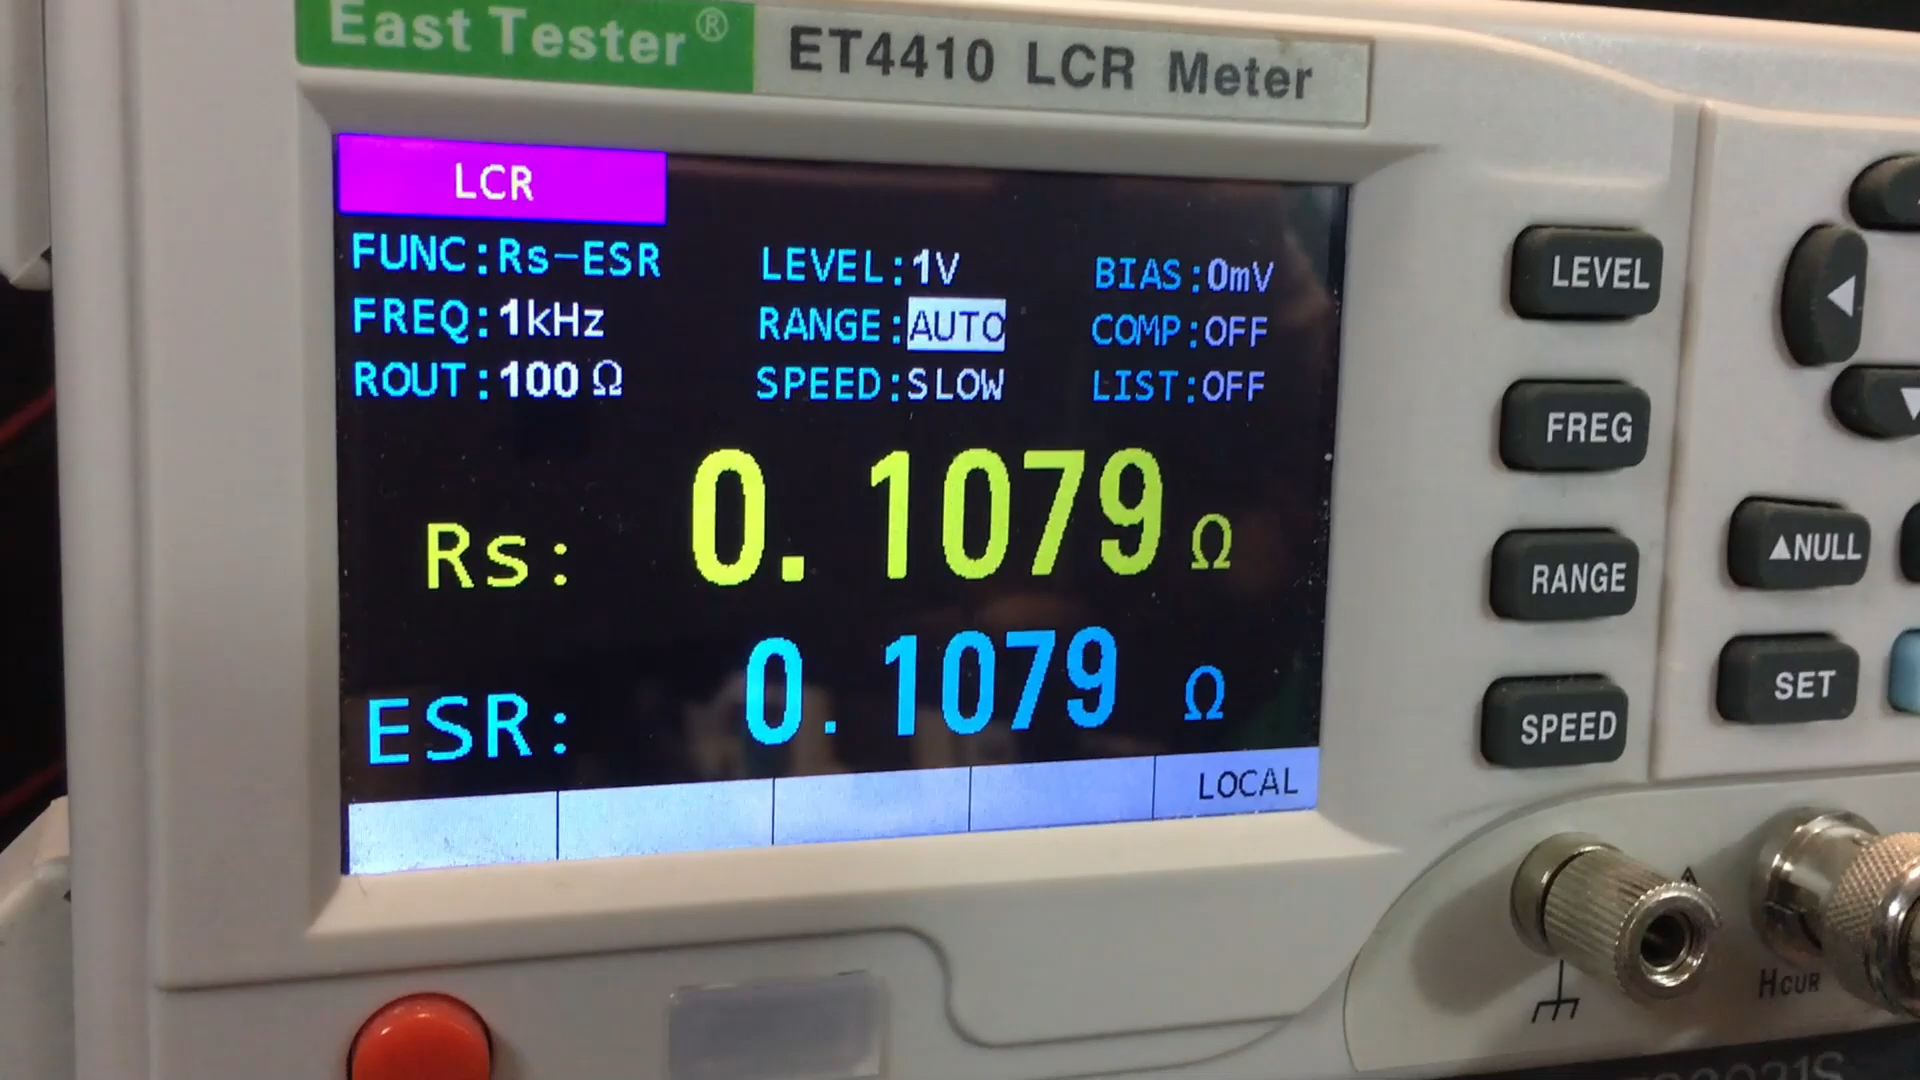 East Tester® ET4410 LCR Meter
LCR
FUNC:Rs-ESR LEVEL:1V BIAS:0mV
FREQ:1kHz RANGE:AUTO COMP:OFF
ROUT:100Ω SPEED:SLOW LIST:OFF
Rs: 0.1079 Ω
ESR: 0.1079 Ω
LOCAL
LEVEL
FREG
RANGE
SPEED
▲NULL
SET
HCUR